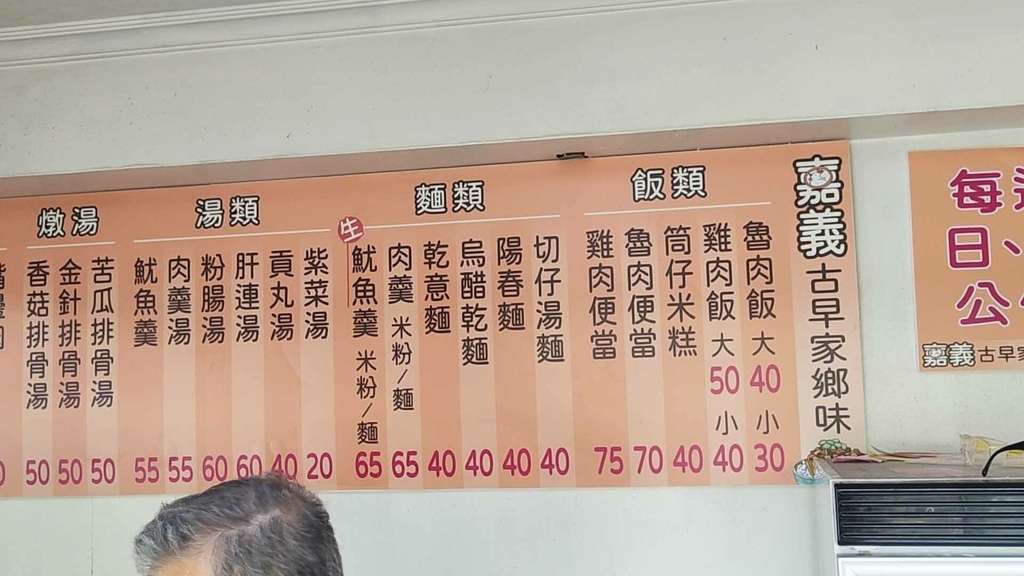 嘉義古早家鄉味
飯類
魯肉飯 大 40 小 30
雞肉飯 大 50 小 40
筒仔米糕 40
魯肉便當 70
雞肉便當 75
麵類
切仔湯麵 40
陽春麵 40
烏醋乾麵 40
乾意麵 40
肉羹 米粉/麵 65
生
魷魚羹 米粉/麵 65
湯類
紫菜湯 20
貢丸湯 40
肝連湯 60
粉腸湯 60
肉羹湯 55
魷魚羹 55
燉湯
苦瓜排骨湯 50
金針排骨湯 50
香菇排骨湯 50
每
日、
公
嘉義古早